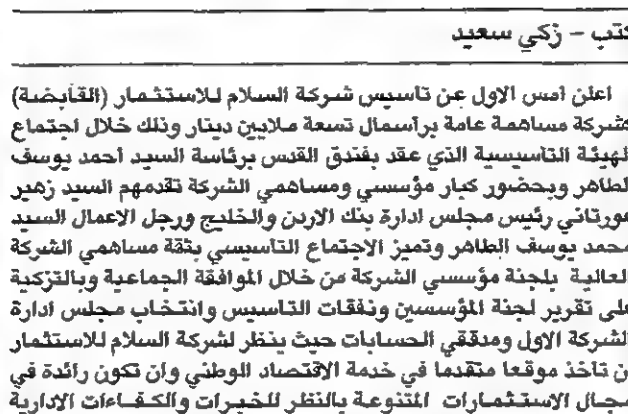 كتب – زكي سعيد
اعلن امس الاول عن تاسيس شركة السلام للاستثمار (القابضة)
كشركة مساهمة عامة برأسمال تسعة ملايين دينار وذلك خلال اجتماع
الهيئة التاسيسية الذي عقد بفندق القدس برئاسة السيد احمد يوسف
الطاهر وبحضور كبار مؤسسي ومساهمي الشركة تقدمهم السيد زهير
خورتاني رئيس مجلس ادارة بنك الاردن والخليج ورجل الاعمال السيد
محمد يوسف الطاهر وتميز الاجتماع التاسيسي بثقة مساهمي الشركة
العالية بلجنة مؤسسي الشركة من خلال الموافقة الجماعية وبالتزكية
على تقرير لجنة المؤسسين ونفقات التاسيس وانتخاب مجلس ادارة
الشركة الاول ومدققي الحسابات حيث ينظر لشركة السلام للاستثمار
ان تاخذ موقعا متقدما في خدمة الاقتصاد الوطني وان تكون رائدة في
مجال الاستثمارات المتنوعة بالنظر للخبرات والكفاءات الادارية